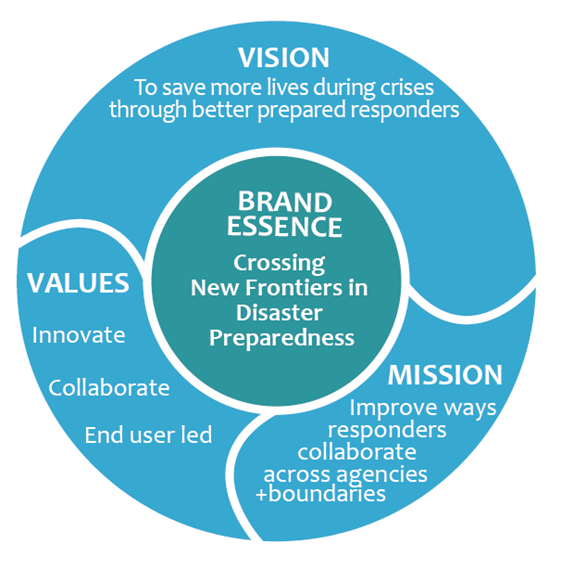 VISION
To save more lives during crises
through better prepared responders
BRAND
ESSENCE
Crossing
New Frontiers in
Disaster
Preparedness
VALUES
Innovate
Collaborate
End user led
MISSION
Improve ways
responders
collaborate
across agencies
+boundaries